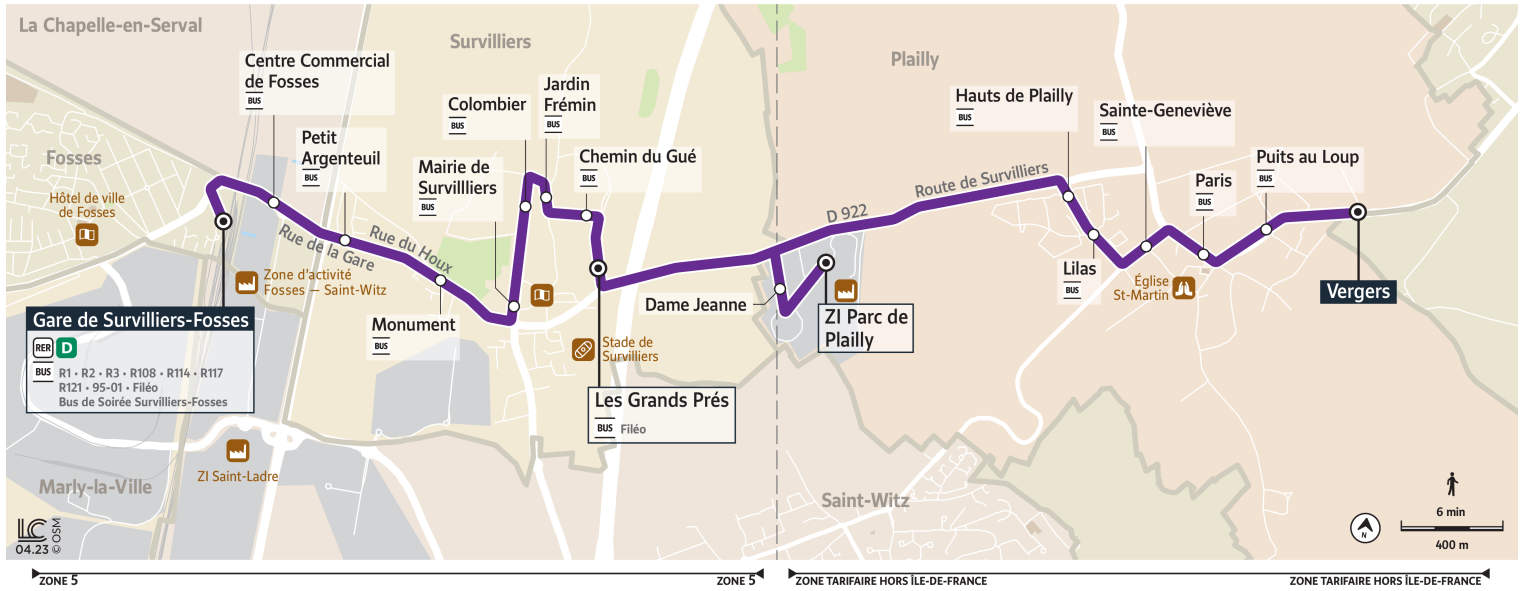 La Chapelle-en-Serval
Survilliers
Plailly
Centre Commercial
de Fosses
BUS
Jardin
Frémin
BUS
Colombier
BUS
Hauts de Plailly
BUS
Sainte-Geneviève
BUS
Petit
Argenteuil
BUS
Fosses
Mairie de
Survillliers
BUS
Chemin du Gué
BUS
Puits au Loup
BUS
Paris
BUS
Hôtel de ville
de Fosses
Route de Survilliers
D 922
Rue de la Gare
Rue du Houx
Zone d'activité
Fosses — Saint-Witz
Lilas
BUS
Église
St-Martin
Vergers
Dame Jeanne
ZI Parc de
Plailly
Gare de Survilliers-Fosses
RER D
BUS R1 • R2 • R3 • R108 • R114 • R117
R121 • 95-01 • Filéo
Bus de Soirée Survilliers-Fosses
Monument
BUS
Stade de
Survilliers
Les Grands Prés
BUS Filéo
ZI Saint-Ladre
Marly-la-Ville
Saint-Witz
LC
04.23 © OSM
N
6 min
400 m
ZONE 5
ZONE 5
ZONE TARIFAIRE HORS ÎLE-DE-FRANCE
ZONE TARIFAIRE HORS ÎLE-DE-FRANCE